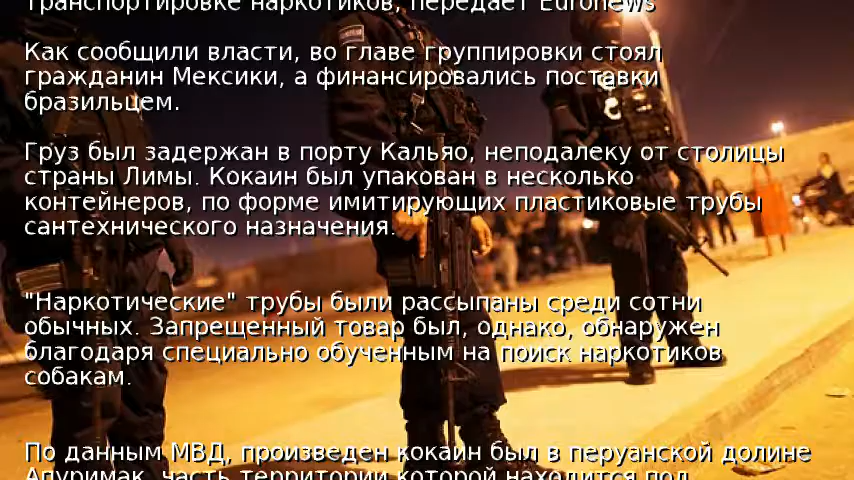 транспортировке наркотиков, передает Euronews
Как сообщили власти, во главе группировки стоял
гражданин Мексики, а финансировались поставки
бразильцем.
Груз был задержан в порту Кальяо, неподалеку от столицы
страны Лимы. Кокаин был упакован в несколько
контейнеров, по форме имитирующих пластиковые трубы
сантехнического назначения.
"Наркотические" трубы были рассыпаны среди сотни
обычных. Запрещенный товар был, однако, обнаружен
благодаря специально обученным на поиск наркотиков
собакам.
По данным МВД, произведен кокаин был в перуанской долине
Апуримак, часть территории которой находится под